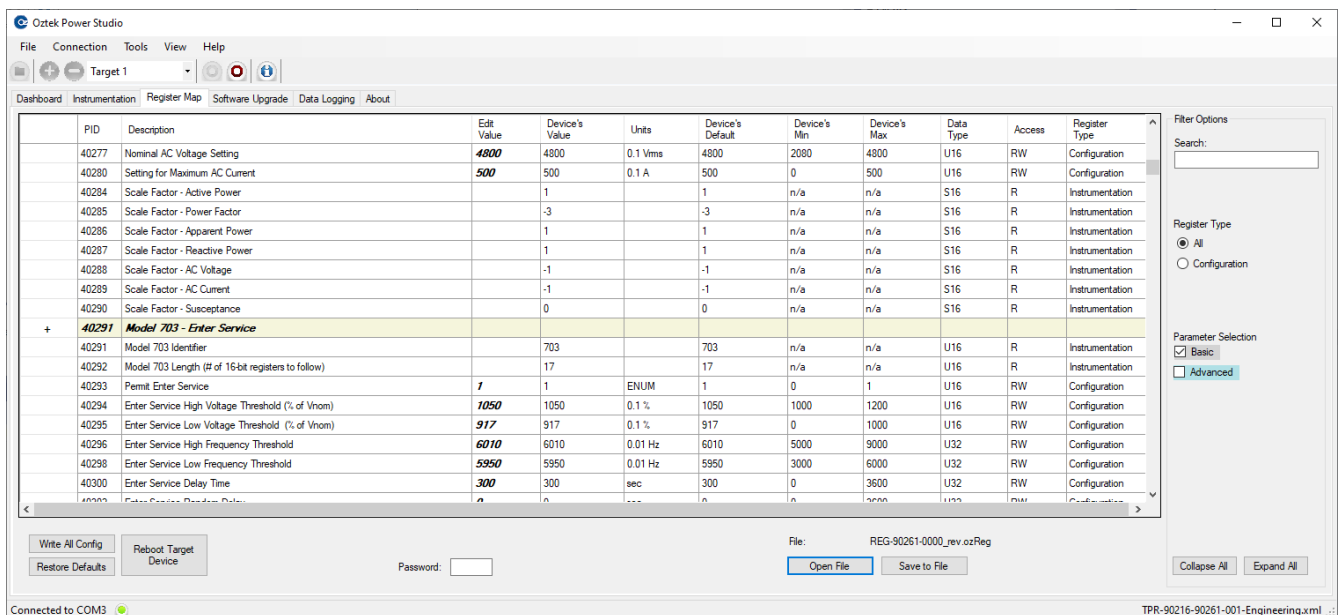 Oztek Power Studio
File Connection Tools View Help
Target 1
Dashboard Instrumentation Register Map Software Upgrade Data Logging About
PID Description Edit Value Device's Value Units Device's Default Device's Min Device's Max Data Type Access Register Type
40277 Nominal AC Voltage Setting 4800 4800 0.1 Vrms 4800 2080 4800 U16 RW Configuration
40280 Setting for Maximum AC Current 500 500 0.1 A 500 0 500 U16 RW Configuration
40284 Scale Factor - Active Power 1 1 n/a n/a S16 R Instrumentation
40285 Scale Factor - Power Factor -3 -3 n/a n/a S16 R Instrumentation
40286 Scale Factor - Apparent Power 1 1 n/a n/a S16 R Instrumentation
40287 Scale Factor - Reactive Power 1 1 n/a n/a S16 R Instrumentation
40288 Scale Factor - AC Voltage -1 -1 n/a n/a S16 R Instrumentation
40289 Scale Factor - AC Current -1 -1 n/a n/a S16 R Instrumentation
40290 Scale Factor - Susceptance 0 0 n/a n/a S16 R Instrumentation
+ 40291 Model 703 - Enter Service
40291 Model 703 Identifier 703 703 n/a n/a U16 R Instrumentation
40292 Model 703 Length (# of 16-bit registers to follow) 17 17 n/a n/a U16 R Instrumentation
40293 Permit Enter Service 1 1 ENUM 1 0 1 U16 RW Configuration
40294 Enter Service High Voltage Threshold (% of Vnom) 1050 1050 0.1 % 1050 1000 1200 U16 RW Configuration
40295 Enter Service Low Voltage Threshold (% of Vnom) 917 917 0.1 % 917 0 1000 U16 RW Configuration
40296 Enter Service High Frequency Threshold 6010 6010 0.01 Hz 6010 5000 9000 U32 RW Configuration
40298 Enter Service Low Frequency Threshold 5950 5950 0.01 Hz 5950 3000 6000 U32 RW Configuration
40300 Enter Service Delay Time 300 300 sec 300 0 3600 U32 RW Configuration
Filter Options
Search:
Register Type
All
Configuration
Parameter Selection
Basic
Advanced
Write All Config
Restore Defaults
Reboot Target
Device
Password:
File: REG-90261-0000_rev.ozReg
Open File Save to File
Collapse All Expand All
Connected to COM3 TPR-90216-90261-001-Engineering.xml